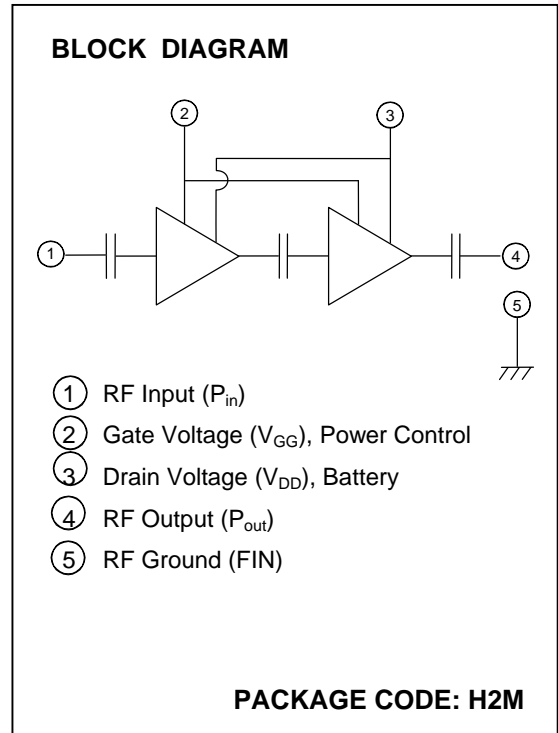 BLOCK DIAGRAM
2
3
1
4
5
1 RF Input (Pin)
2 Gate Voltage (VGG), Power Control
3 Drain Voltage (VDD), Battery
4 RF Output (Pout)
5 RF Ground (FIN)
PACKAGE CODE: H2M